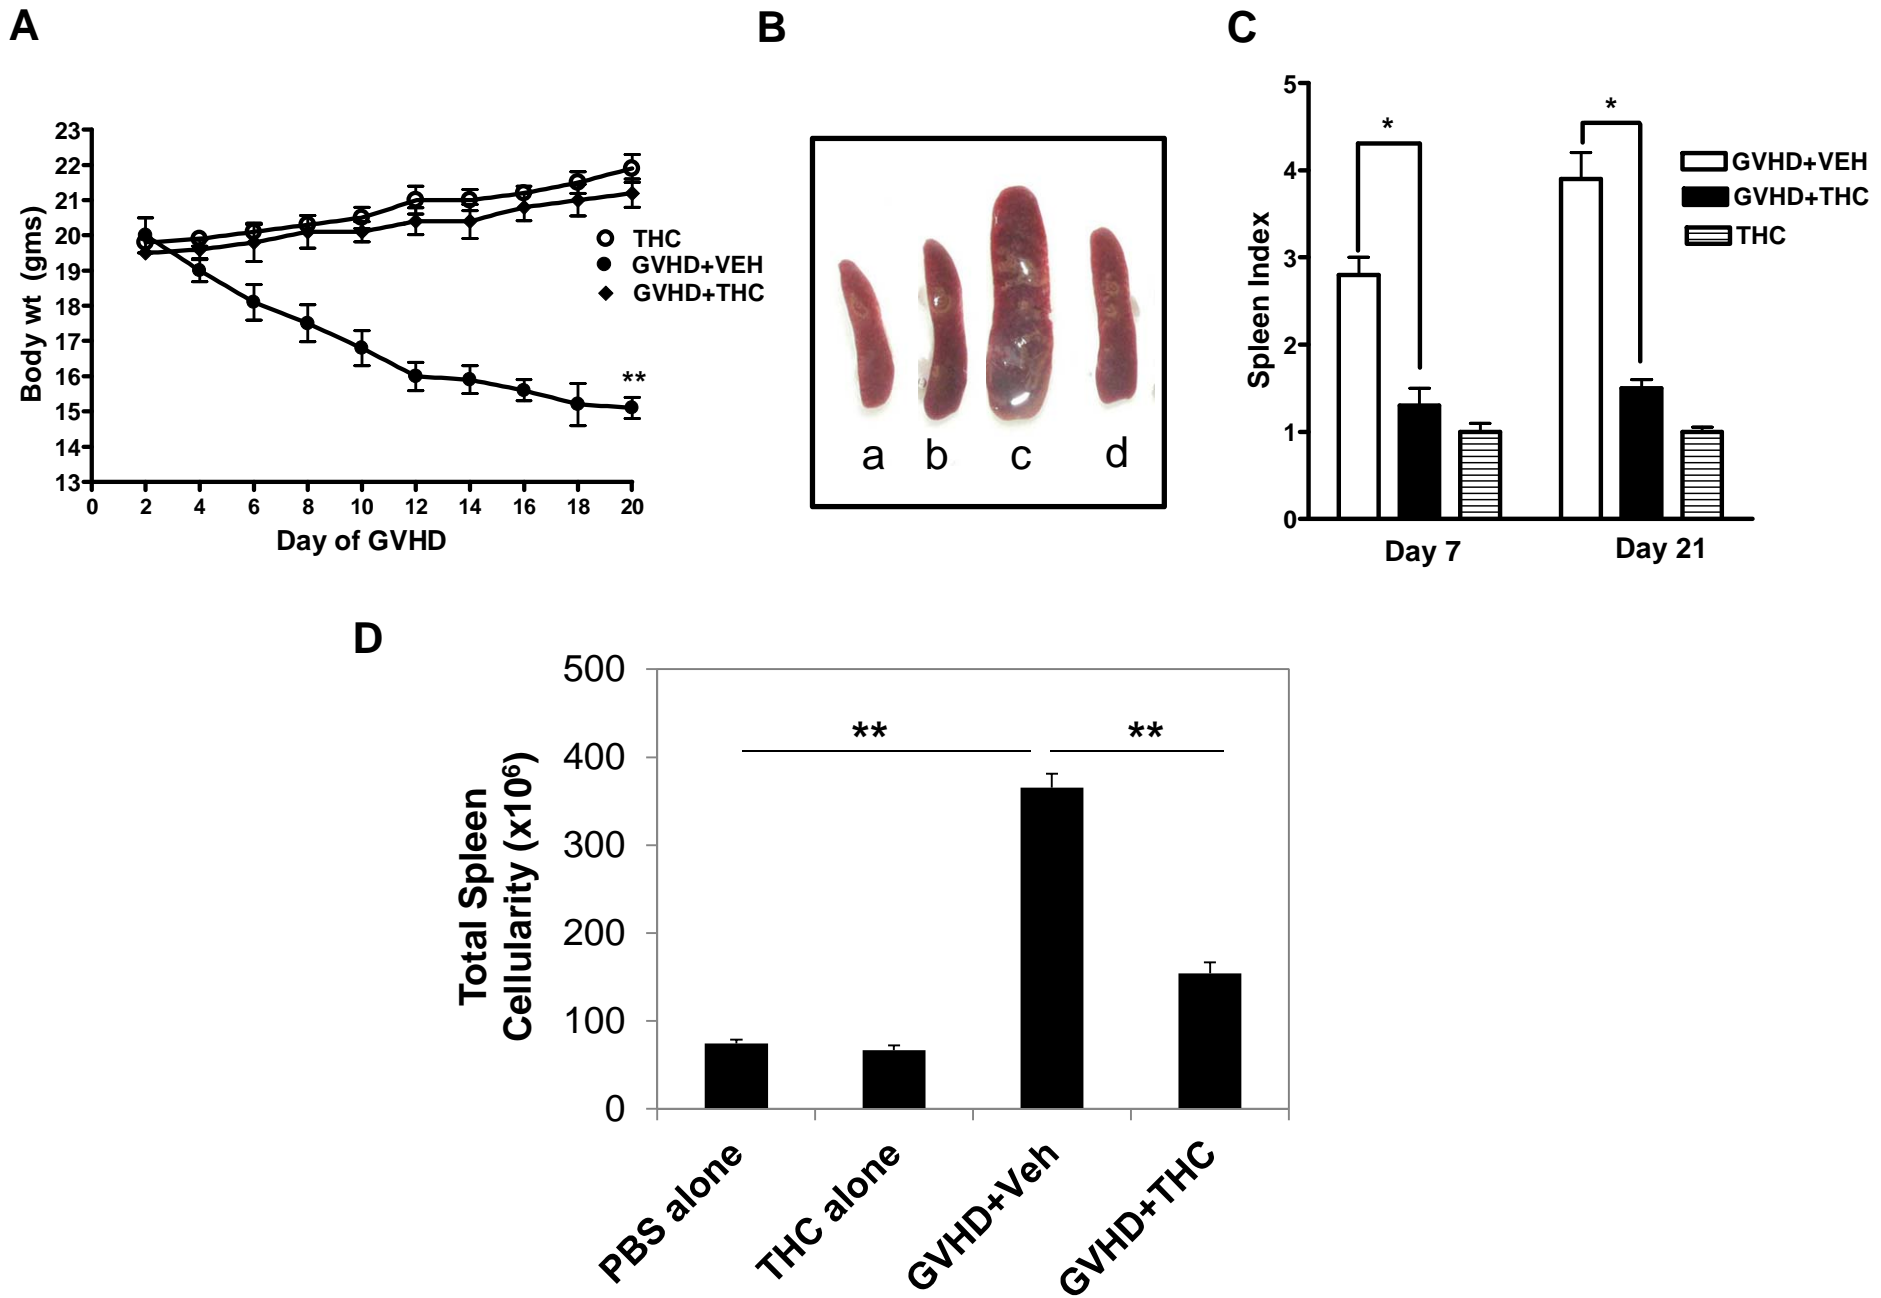 A
B
C
23
22
21
20
19
18
17
16
15
14
13
Body wt (gms)
0 2 4 6 8 10 12 14 16 18 20
Day of GVHD
THC
GVHD+VEH
GVHD+THC
**
a b c d
5
4
3
2
1
0
Spleen Index
*
*
Day 7 Day 21
GVHD+VEH
GVHD+THC
THC
D
500
400
300
200
100
0
Total Spleen
Cellularity (x10⁶)
** **
PBS alone
THC alone
GVHD+Veh
GVHD+THC